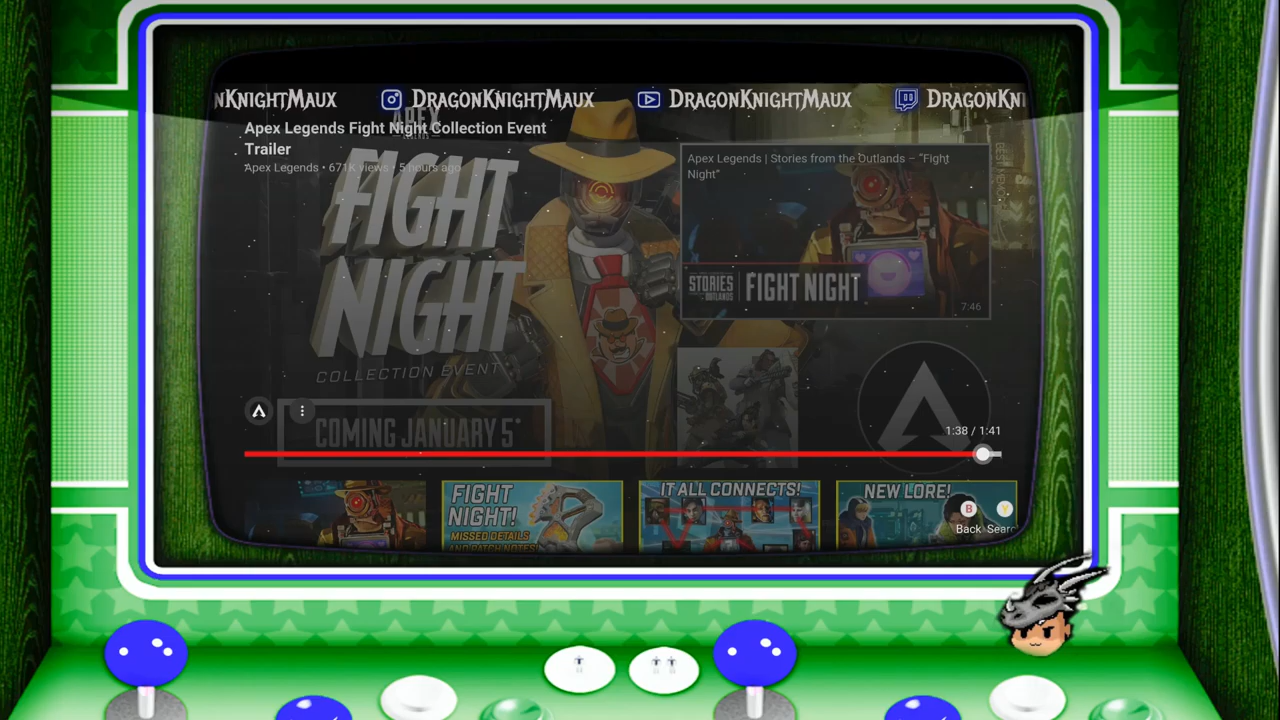 NKNIGHTMAUX DRAGONKNIGHTMAUX DRAGONKNIGHTMAUX DRAGONKNI
Apex Legends Fight Night Collection Event
Trailer
Apex Legends • 671K views • 5 hours ago
APEX
FIGHT
NIGHT
COLLECTION EVENT
COMING JANUARY 5
Apex Legends | Stories from the Outlands – “Fight
Night”
STORIES
OUTLANDS
FIGHT NIGHT
7:46
1:38 / 1:41
FIGHT
NIGHT!
MISSED DETAILS
AND PATCH NOTES!
IT ALL CONNECTS!
NEW LORE!
B Y
Back Searc